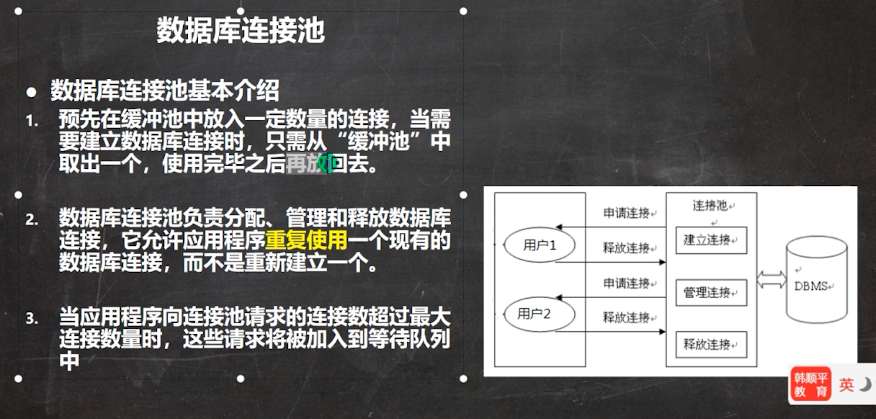 数据库连接池
● 数据库连接池基本介绍
1. 预先在缓冲池中放入一定数量的连接，当需
要建立数据库连接时，只需从“缓冲池”中
取出一个，使用完毕之后再放回去。
2. 数据库连接池负责分配、管理和释放数据库
连接，它允许应用程序重复使用一个现有的
数据库连接，而不是重新建立一个。
3. 当应用程序向连接池请求的连接数超过最大
连接数量时，这些请求将被加入到等待队列
中
用户1
用户2
申请连接
释放连接
申请连接
释放连接
连接池
建立连接
管理连接
释放连接
DBMS
韩顺平
教育
英